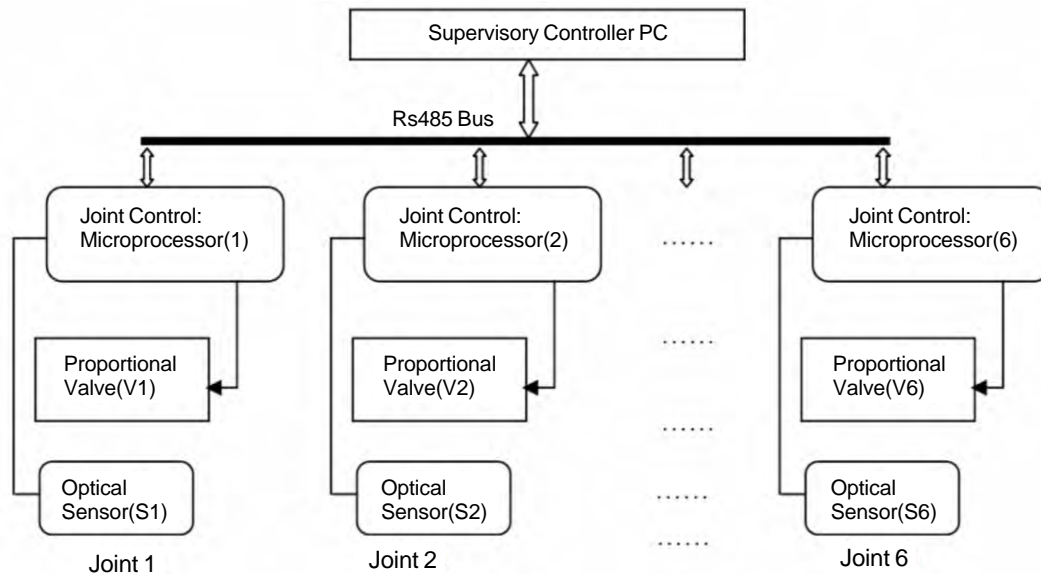 Supervisory Controller PC
Rs485 Bus
Joint Control:
Microprocessor(1)
Joint Control:
Microprocessor(2)
......
Joint Control:
Microprocessor(6)
Proportional
Valve(V1)
Proportional
Valve(V2)
......
Proportional
Valve(V6)
......
Optical
Sensor(S1)
Optical
Sensor(S2)
......
Optical
Sensor(S6)
Joint 1
Joint 2
......
Joint 6